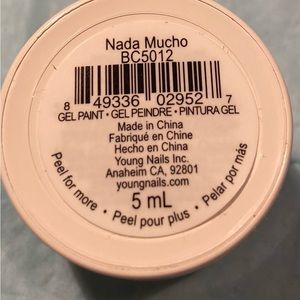 Nada Mucho
BC5012
8 49336 02952 7
GEL PAINT • GEL PEINDRE • PINTURA GEL
Made in China
Fabriqué en Chine
Hecho en China
Young Nails Inc.
Anaheim CA, 92801
youngnails.com
5 mL
Peel for more • Peel pour plus • Pelar por más